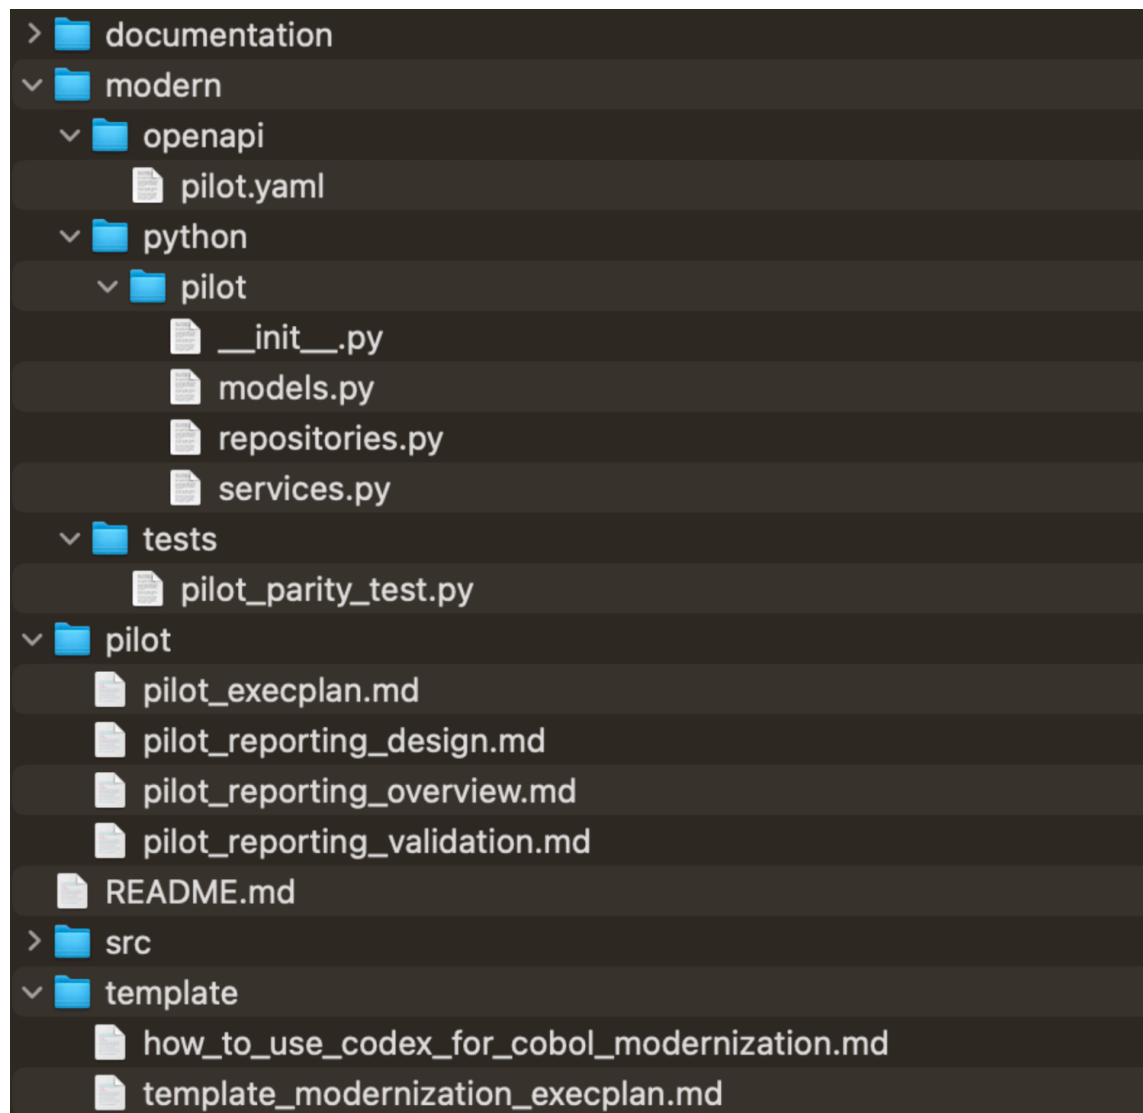 documentation
modern
openapi
pilot.yaml
python
pilot
__init__.py
models.py
repositories.py
services.py
tests
pilot_parity_test.py
pilot
pilot_execplan.md
pilot_reporting_design.md
pilot_reporting_overview.md
pilot_reporting_validation.md
README.md
src
template
how_to_use_codex_for_cobol_modernization.md
template_modernization_execplan.md